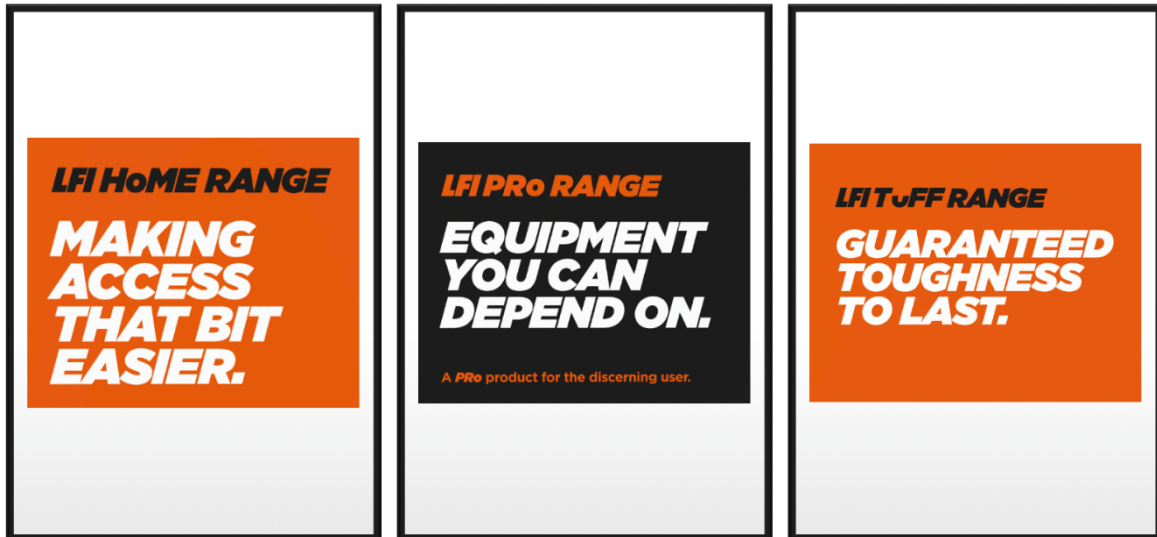 LFI HoME RANGE
MAKING
ACCESS
THAT BIT
EASIER.
LFI PRo RANGE
EQUIPMENT
YOU CAN
DEPEND ON.
A PRo product for the discerning user.
LFI TuFF RANGE
GUARANTEED
TOUGHNESS
TO LAST.